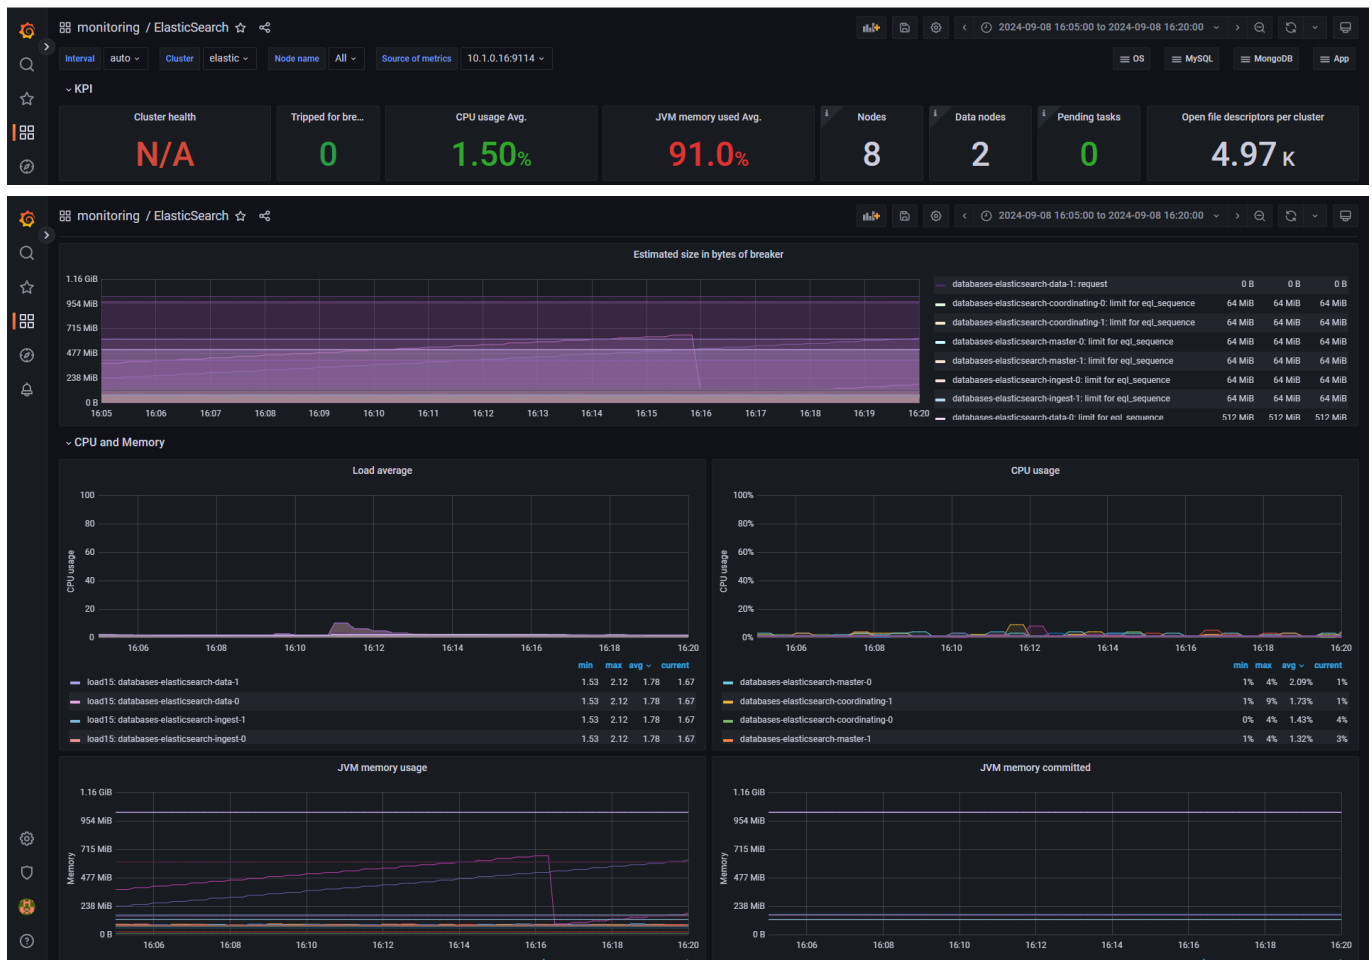 monitoring / ElasticSearch
2024-09-08 16:05:00 to 2024-09-08 16:20:00
Interval auto Cluster elastic Node name All Source of metrics 10.1.0.16:9114
OS MySQL MongoDB App
KPI
Cluster health
N/A
Tripped for bre...
0
CPU usage Avg.
1.50%
JVM memory used Avg.
91.0%
Nodes
8
Data nodes
2
Pending tasks
0
Open file descriptors per cluster
4.97 K
monitoring / ElasticSearch
2024-09-08 16:05:00 to 2024-09-08 16:20:00
Estimated size in bytes of breaker
1.16 GiB
954 MiB
715 MiB
477 MiB
238 MiB
0 B
16:05 16:06 16:07 16:08 16:09 16:10 16:11 16:12 16:13 16:14 16:15 16:16 16:17 16:18 16:19 16:20
databases-elasticsearch-data-1: request 0 B 0 B 0 B
databases-elasticsearch-coordinating-0: limit for eql_sequence 64 MiB 64 MiB 64 MiB
databases-elasticsearch-coordinating-1: limit for eql_sequence 64 MiB 64 MiB 64 MiB
databases-elasticsearch-master-0: limit for eql_sequence 64 MiB 64 MiB 64 MiB
databases-elasticsearch-master-1: limit for eql_sequence 64 MiB 64 MiB 64 MiB
databases-elasticsearch-ingest-0: limit for eql_sequence 64 MiB 64 MiB 64 MiB
databases-elasticsearch-ingest-1: limit for eql_sequence 64 MiB 64 MiB 64 MiB
databases-elasticsearch-data-0: limit for eql_sequence 512 MiB 512 MiB 512 MiB
CPU and Memory
Load average
CPU usage
100
80
60
40
20
0
16:06 16:08 16:10 16:12 16:14 16:16 16:18 16:20
min max avg current
load15: databases-elasticsearch-data-1 1.53 2.12 1.78 1.67
load15: databases-elasticsearch-data-0 1.53 2.12 1.78 1.67
load15: databases-elasticsearch-ingest-1 1.53 2.12 1.78 1.67
load15: databases-elasticsearch-ingest-0 1.53 2.12 1.78 1.67
CPU usage
CPU usage
100%
80%
60%
40%
20%
0%
16:06 16:08 16:10 16:12 16:14 16:16 16:18 16:20
min max avg current
databases-elasticsearch-master-0 1% 4% 2.09% 1%
databases-elasticsearch-coordinating-1 1% 9% 1.73% 1%
databases-elasticsearch-coordinating-0 0% 4% 1.43% 4%
databases-elasticsearch-master-1 1% 4% 1.32% 3%
JVM memory usage
Memory
1.16 GiB
954 MiB
715 MiB
477 MiB
238 MiB
0 B
16:06 16:08 16:10 16:12 16:14 16:16 16:18 16:20
JVM memory committed
Memory
1.16 GiB
954 MiB
715 MiB
477 MiB
238 MiB
0 B
16:06 16:08 16:10 16:12 16:14 16:16 16:18 16:20